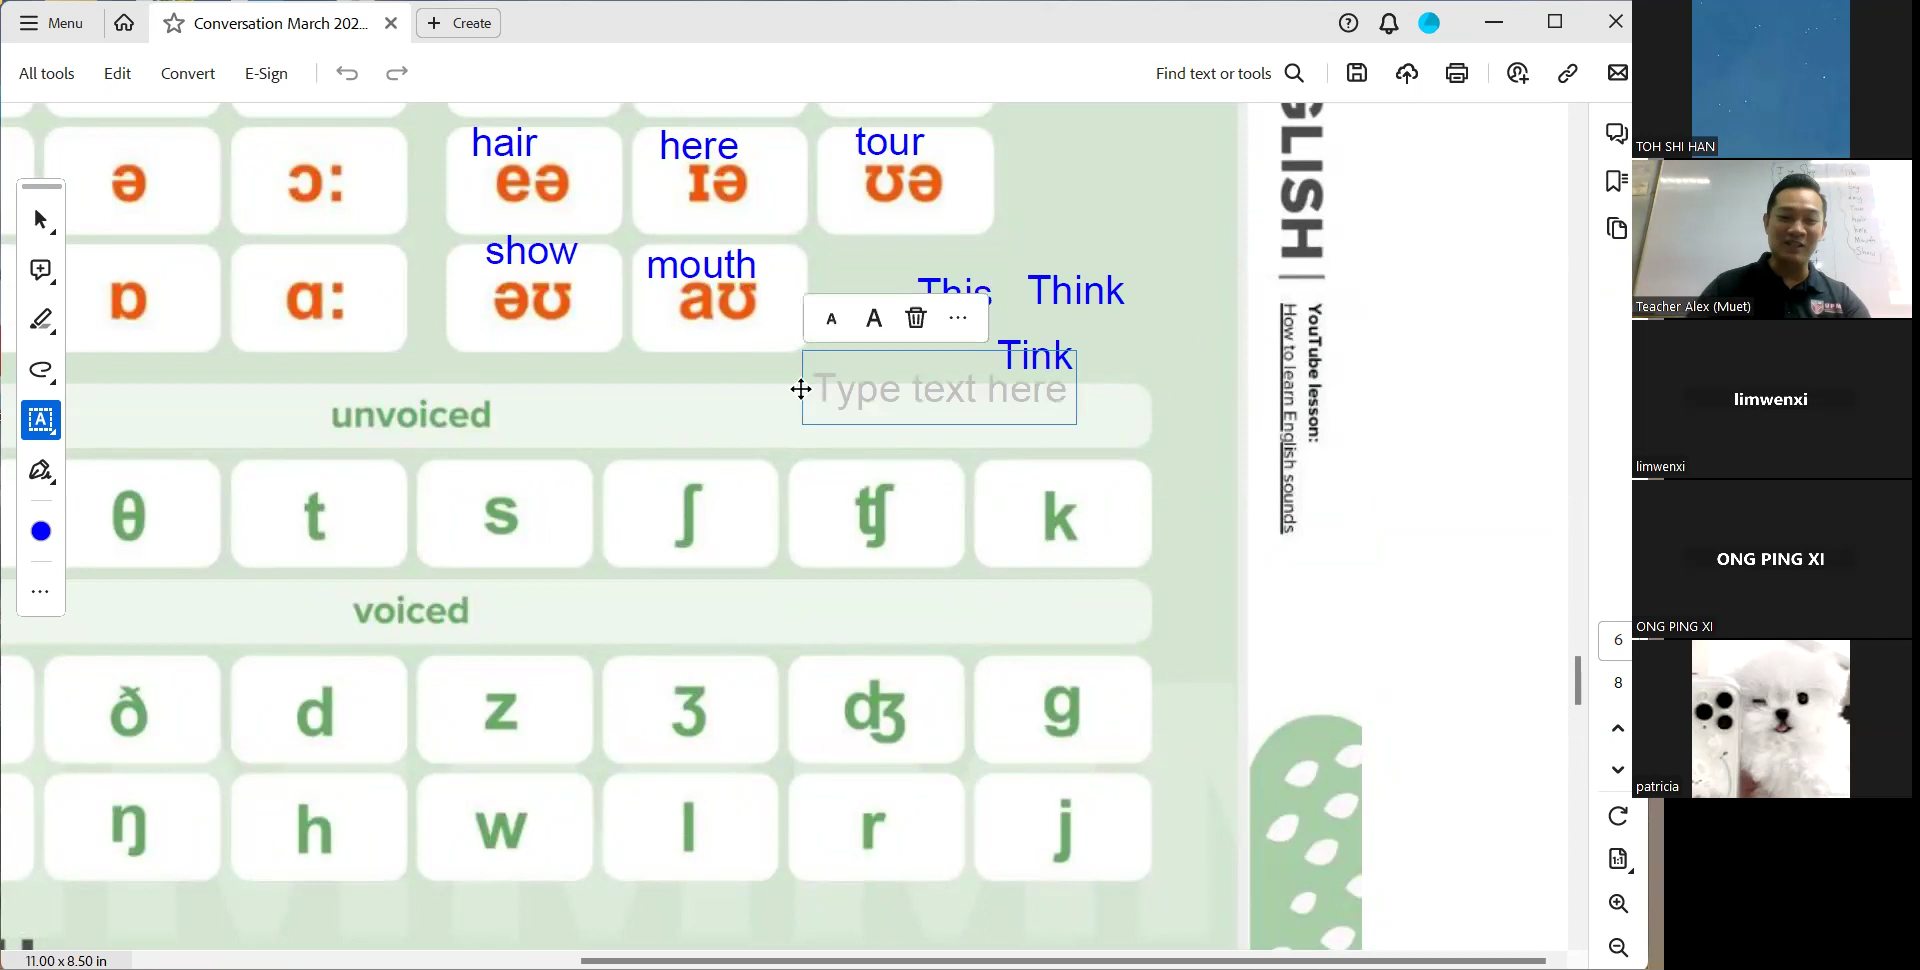 Menu
Conversation March 202...
Create
All tools
Edit
Convert
E-Sign
Find text or tools
hair
here
tour
ə
ɔ:
eə
ɪə
ʊə
show
mouth
ɒ
ɑ:
əʊ
aʊ
This
Think
Tink
Type text here
unvoiced
θ
t
s
ʃ
ʧ
k
voiced
ð
d
z
ʒ
ʤ
g
ŋ
h
w
l
r
j
GLISH |
YouTube lesson:
How to learn English sounds
6
8
11.00 x 8.50 in
TOH SHI HAN
Teacher Alex (Muet)
limwenxi
limwenxi
ONG PING XI
ONG PING XI
patricia